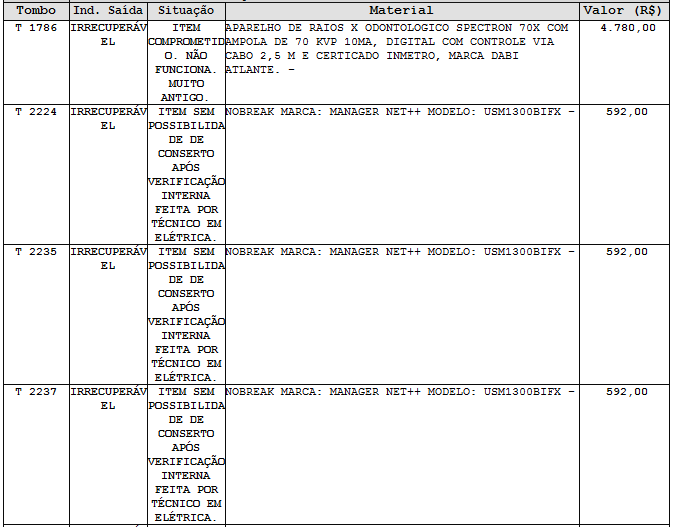 Tombo Ind. Saída Situação Material Valor (R$)
T 1786 IRRECUPERÁV ITEM APARELHO DE RAIOS X ODONTOLOGICO SPECTRON 70X COM 4.780,00
EL COMPROMETID AMPOLA DE 70 KVP 10MA, DIGITAL COM CONTROLE VIA
O. NÃO CABO 2,5 M E CERTICADO INMETRO, MARCA DABI
FUNCIONA. ATLANTE. –
MUITO
ANTIGO.
T 2224 IRRECUPERÁV ITEM SEM NOBREAK MARCA: MANAGER NET++ MODELO: USM1300BIFX – 592,00
EL POSSIBILIDA
DE DE
CONSERTO
APÓS
VERIFICAÇÃO
INTERNA
FEITA POR
TÉCNICO EM
ELÉTRICA.
T 2235 IRRECUPERÁV ITEM SEM NOBREAK MARCA: MANAGER NET++ MODELO: USM1300BIFX – 592,00
EL POSSIBILIDA
DE DE
CONSERTO
APÓS
VERIFICAÇÃO
INTERNA
FEITA POR
TÉCNICO EM
ELÉTRICA.
T 2237 IRRECUPERÁV ITEM SEM NOBREAK MARCA: MANAGER NET++ MODELO: USM1300BIFX – 592,00
EL POSSIBILIDA
DE DE
CONSERTO
APÓS
VERIFICAÇÃO
INTERNA
FEITA POR
TÉCNICO EM
ELÉTRICA.